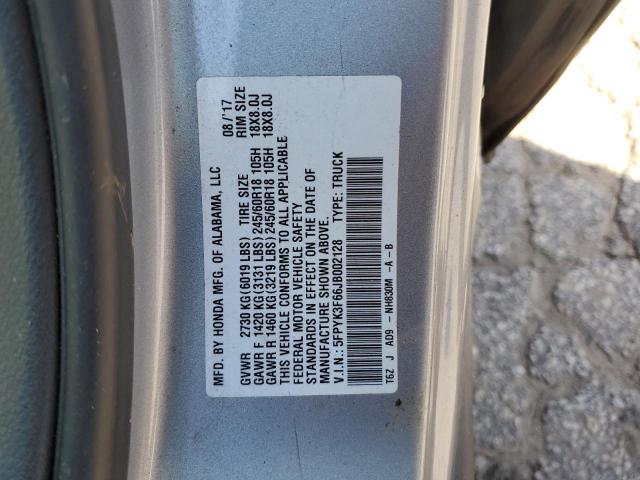 MFD. BY HONDA MFG. OF ALABAMA, LLC 08/'17
GVWR 2730 KG(6019 LBS) TIRE SIZE RIM SIZE
GAWR F 1420 KG(3131 LBS) 245/60R18 105H 18X8.0J
GAWR R 1460 KG(3219 LBS) 245/60R18 105H 18X8.0J
THIS VEHICLE CONFORMS TO ALL APPLICABLE
FEDERAL MOTOR VEHICLE SAFETY
STANDARDS IN EFFECT ON THE DATE OF
MANUFACTURE SHOWN ABOVE.
V.I.N.: 5FPYK3F66JB002128 TYPE: TRUCK
T6Z J A09 - NH830M -A -B